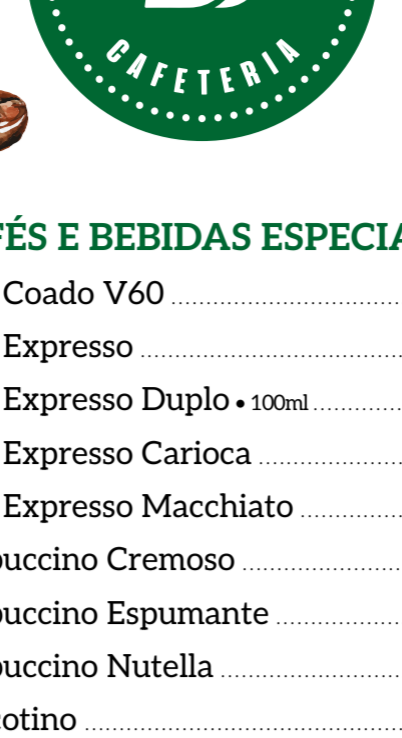 CAFETERIA
FÉS E BEBIDAS ESPECIA
Coado V60
Expresso
Expresso Duplo • 100ml
Expresso Carioca
Expresso Macchiato
puccino Cremoso
puccino Espumante
puccino Nutella
otino